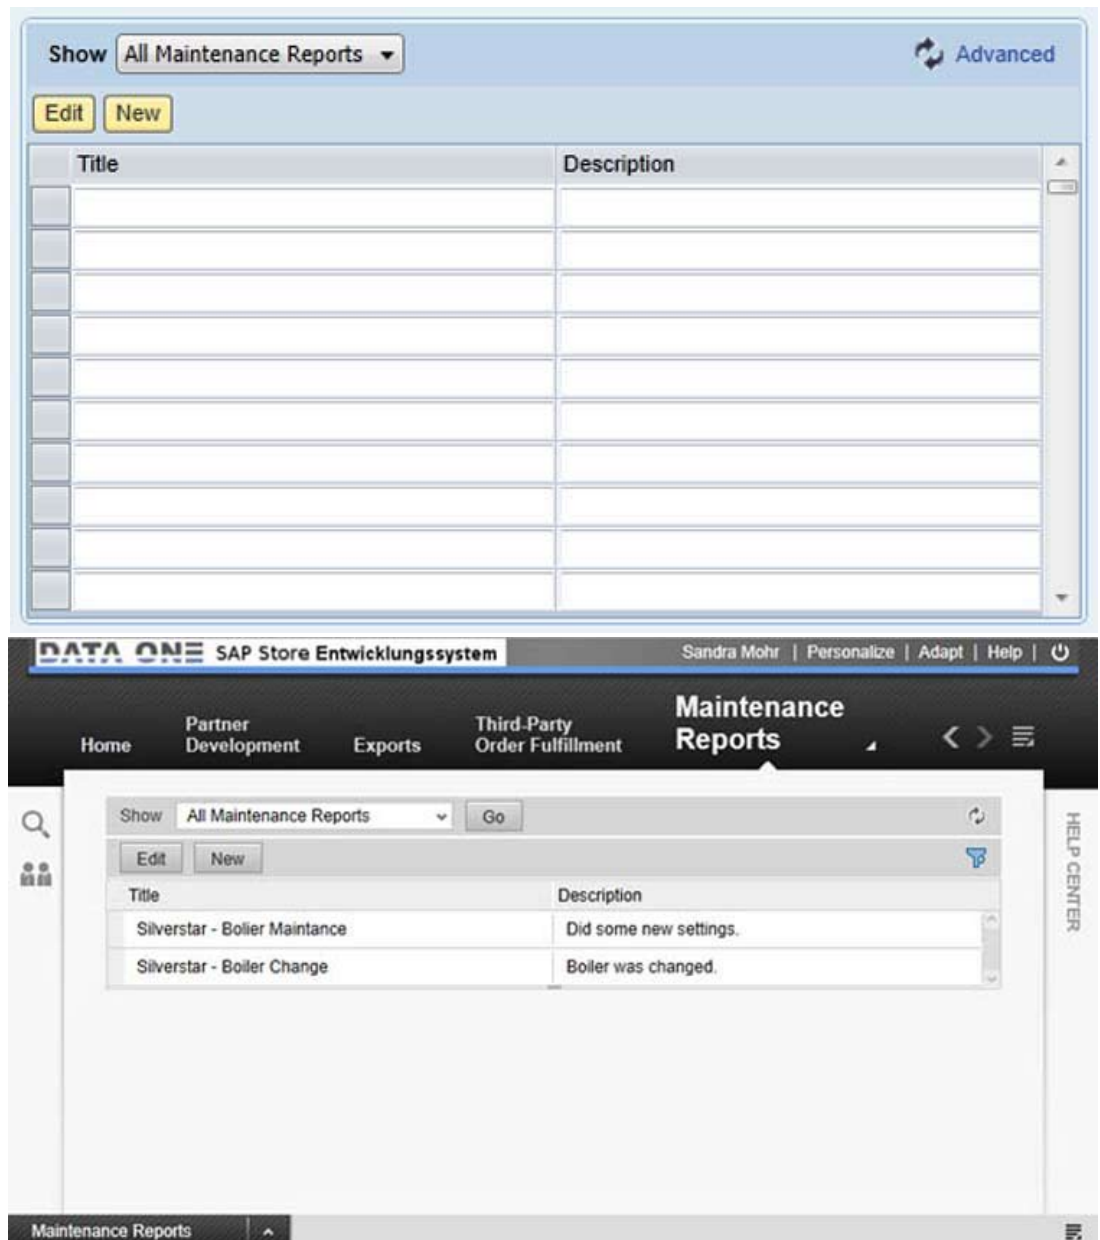 Show All Maintenance Reports Advanced
Edit New
Title Description
DATA ONE SAP Store Entwicklungssystem Sandra Mohr | Personalize | Adapt | Help |
Home Partner Development Exports Third-Party Order Fulfillment Maintenance Reports
Show All Maintenance Reports Go
Edit New
Title Description
Silverstar - Bolier Maintance Did some new settings.
Silverstar - Boiler Change Boiler was changed.
HELP CENTER
Maintenance Reports